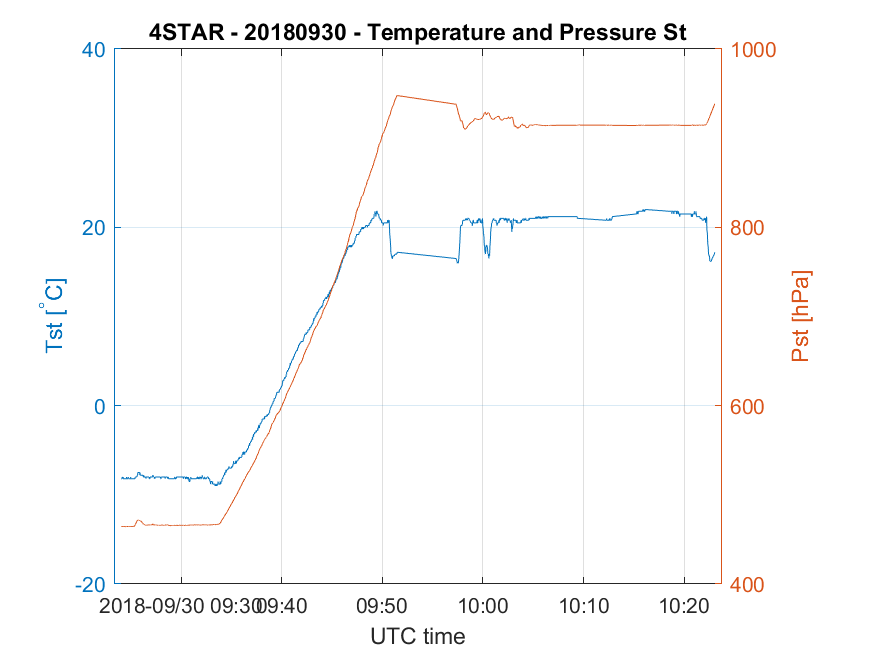 4STAR - 20180930 - Temperature and Pressure St
40
20
0
-20
Tst [°C]
1000
800
600
400
Pst [hPa]
2018-09/30 09:30 09:40 09:50 10:00 10:10 10:20
UTC time